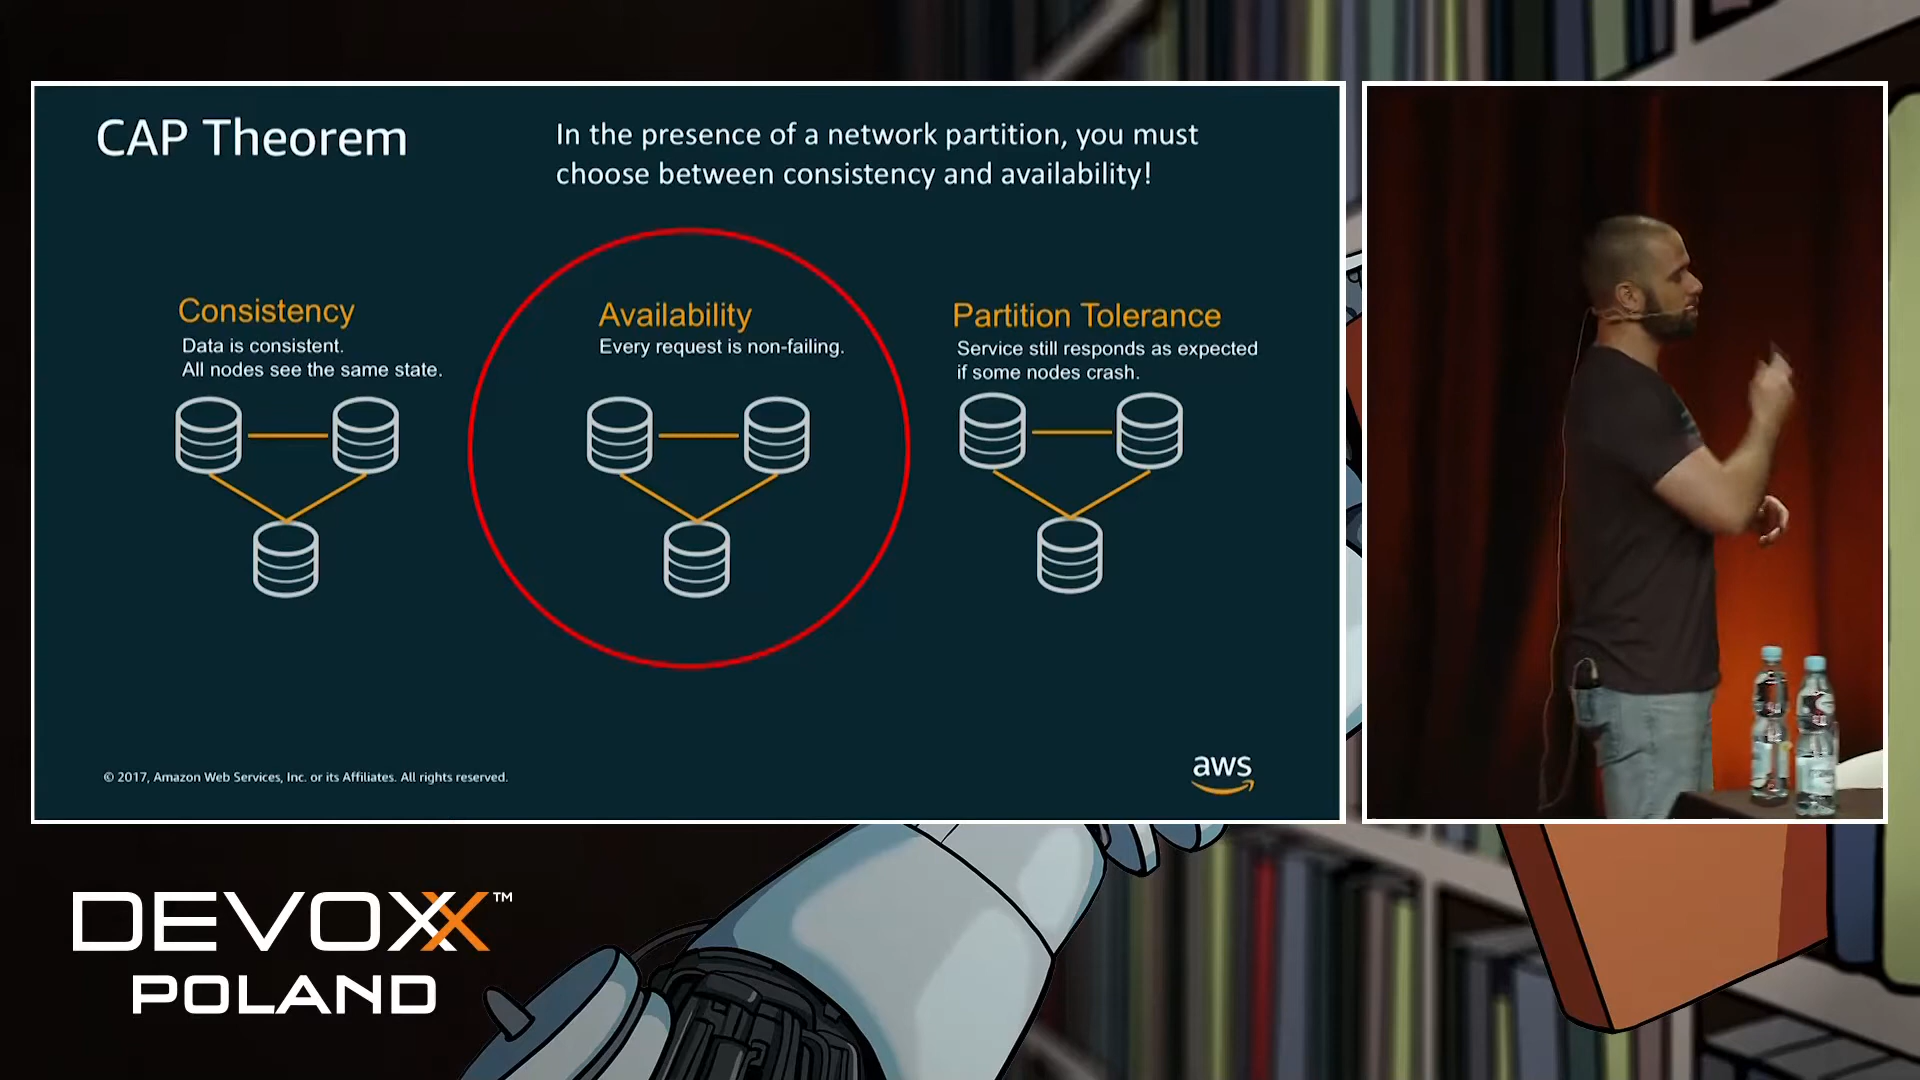 CAP Theorem
In the presence of a network partition, you must
choose between consistency and availability!
Consistency
Data is consistent.
All nodes see the same state.
Availability
Every request is non-failing.
Partition Tolerance
Service still responds as expected
if some nodes crash.
© 2017, Amazon Web Services, Inc. or its Affiliates. All rights reserved.
aws
DEVOXX™
POLAND